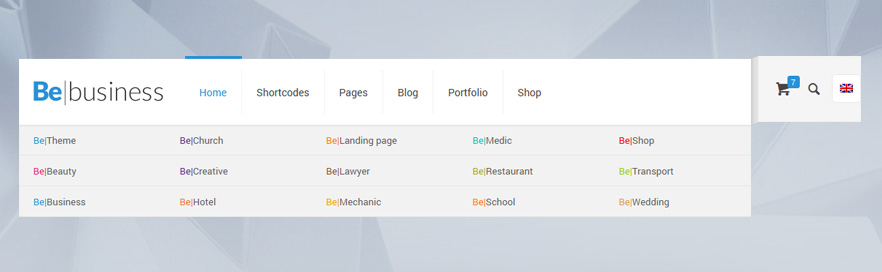 Be|business Home Shortcodes Pages Blog Portfolio Shop 7
Be|Theme Be|Church Be|Landing page Be|Medic Be|Shop
Be|Beauty Be|Creative Be|Lawyer Be|Restaurant Be|Transport
Be|Business Be|Hotel Be|Mechanic Be|School Be|Wedding